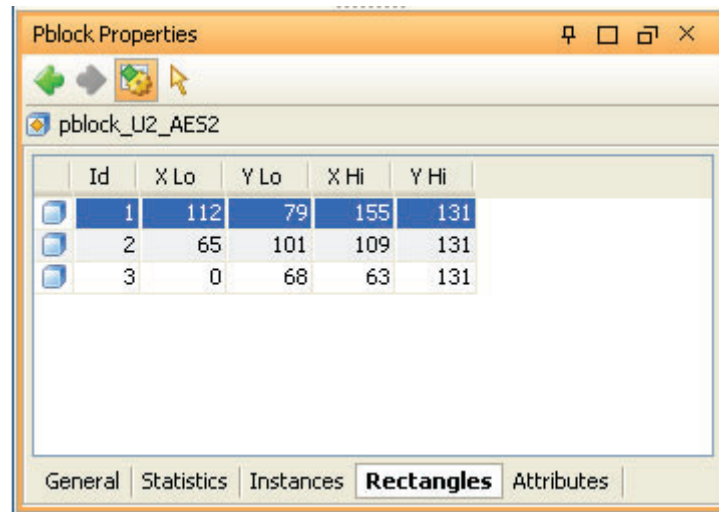 Pblock Properties
pblock_U2_AES2
Id X Lo Y Lo X Hi Y Hi
1 112 79 155 131
2 65 101 109 131
3 0 68 63 131
General Statistics Instances Rectangles Attributes